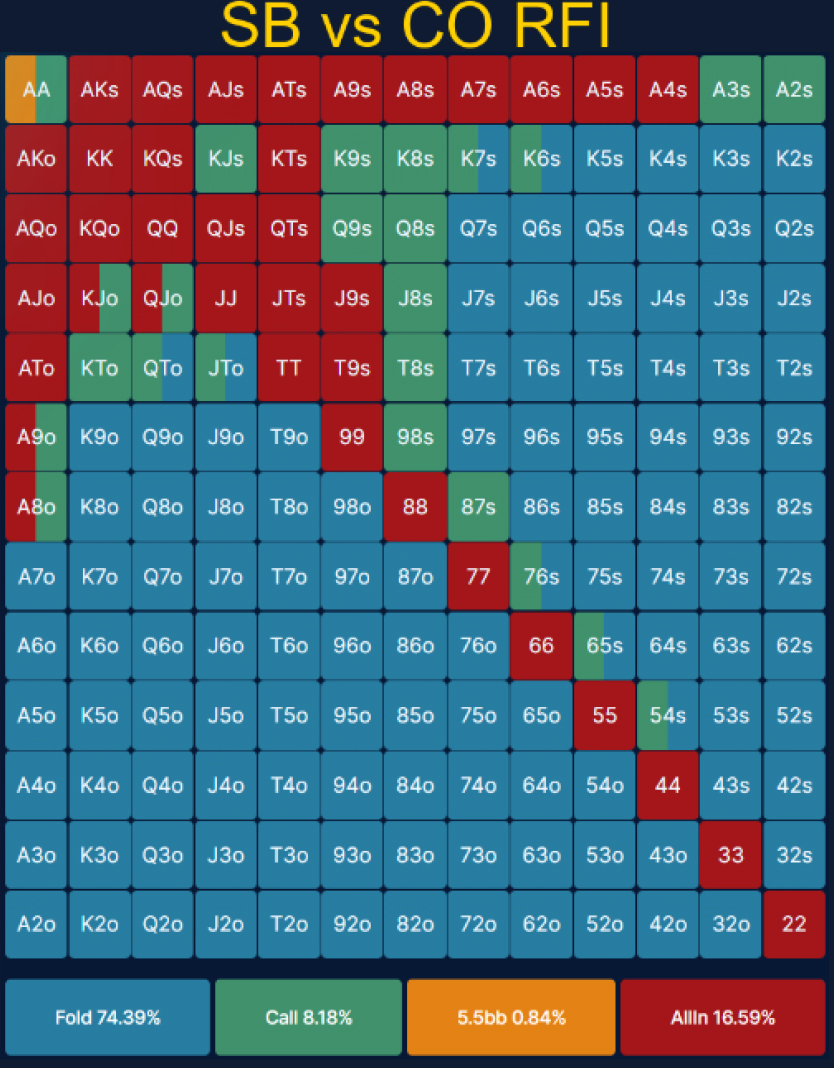 SB vs CO RFI
AA AKs AQs AJs ATs A9s A8s A7s A6s A5s A4s A3s A2s
AKo KK KQs KJs KTs K9s K8s K7s K6s K5s K4s K3s K2s
AQo KQo QQ QJs QTs Q9s Q8s Q7s Q6s Q5s Q4s Q3s Q2s
AJo KJo QJo JJ JTs J9s J8s J7s J6s J5s J4s J3s J2s
ATo KTo QTo JTo TT T9s T8s T7s T6s T5s T4s T3s T2s
A9o K9o Q9o J9o T9o 99 98s 97s 96s 95s 94s 93s 92s
A8o K8o Q8o J8o T8o 98o 88 87s 86s 85s 84s 83s 82s
A7o K7o Q7o J7o T7o 97o 87o 77 76s 75s 74s 73s 72s
A6o K6o Q6o J6o T6o 96o 86o 76o 66 65s 64s 63s 62s
A5o K5o Q5o J5o T5o 95o 85o 75o 65o 55 54s 53s 52s
A4o K4o Q4o J4o T4o 94o 84o 74o 64o 54o 44 43s 42s
A3o K3o Q3o J3o T3o 93o 83o 73o 63o 53o 43o 33 32s
A2o K2o Q2o J2o T2o 92o 82o 72o 62o 52o 42o 32o 22
Fold 74.39% Call 8.18% 5.5bb 0.84% AllIn 16.59%